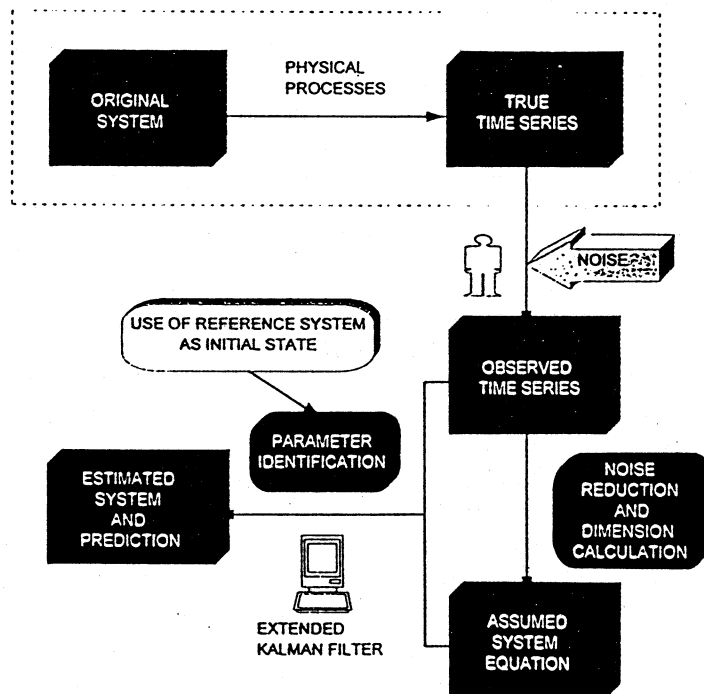 ORIGINAL
SYSTEM
PHYSICAL
PROCESSES
TRUE
TIME SERIES
NOISE
USE OF REFERENCE SYSTEM
AS INITIAL STATE
OBSERVED
TIME SERIES
PARAMETER
IDENTIFICATION
NOISE
REDUCTION
AND
DIMENSION
CALCULATION
ESTIMATED
SYSTEM
AND
PREDICTION
EXTENDED
KALMAN FILTER
ASSUMED
SYSTEM
EQUATION